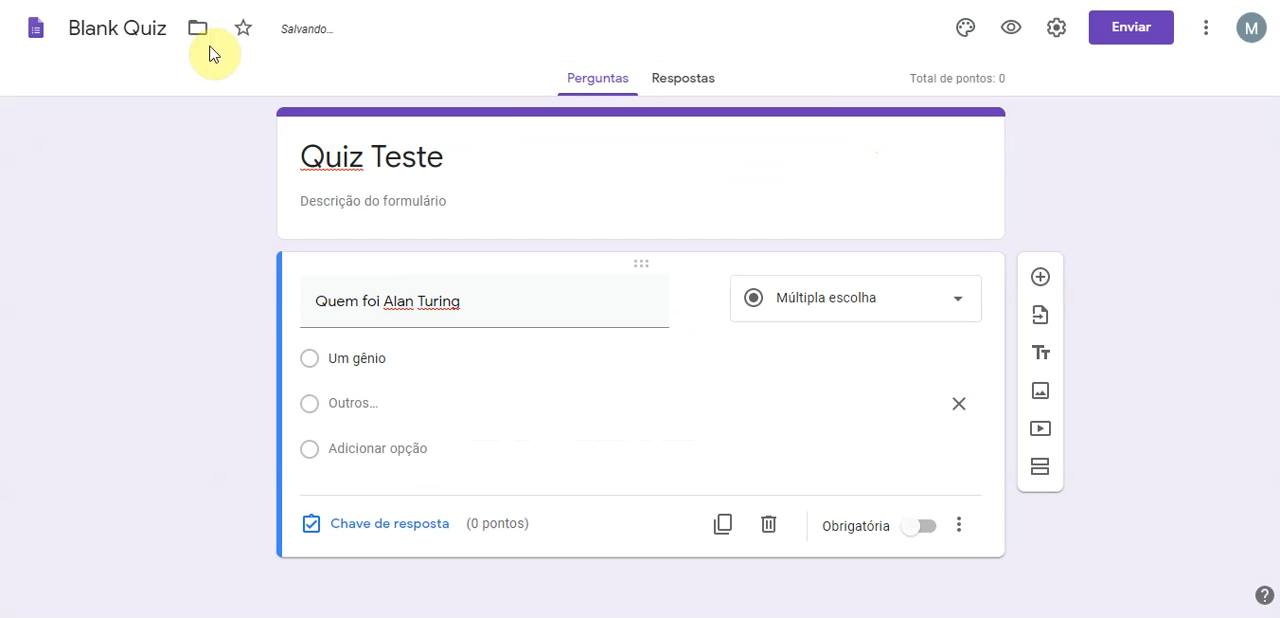 Blank Quiz
Salvando...
Enviar
M
Perguntas
Respostas
Total de pontos: 0
Quiz Teste
Descrição do formulário
Quem foi Alan Turing
Múltipla escolha
Um gênio
Outros...
Adicionar opção
Tт
Chave de resposta
(0 pontos)
Obrigatória
?